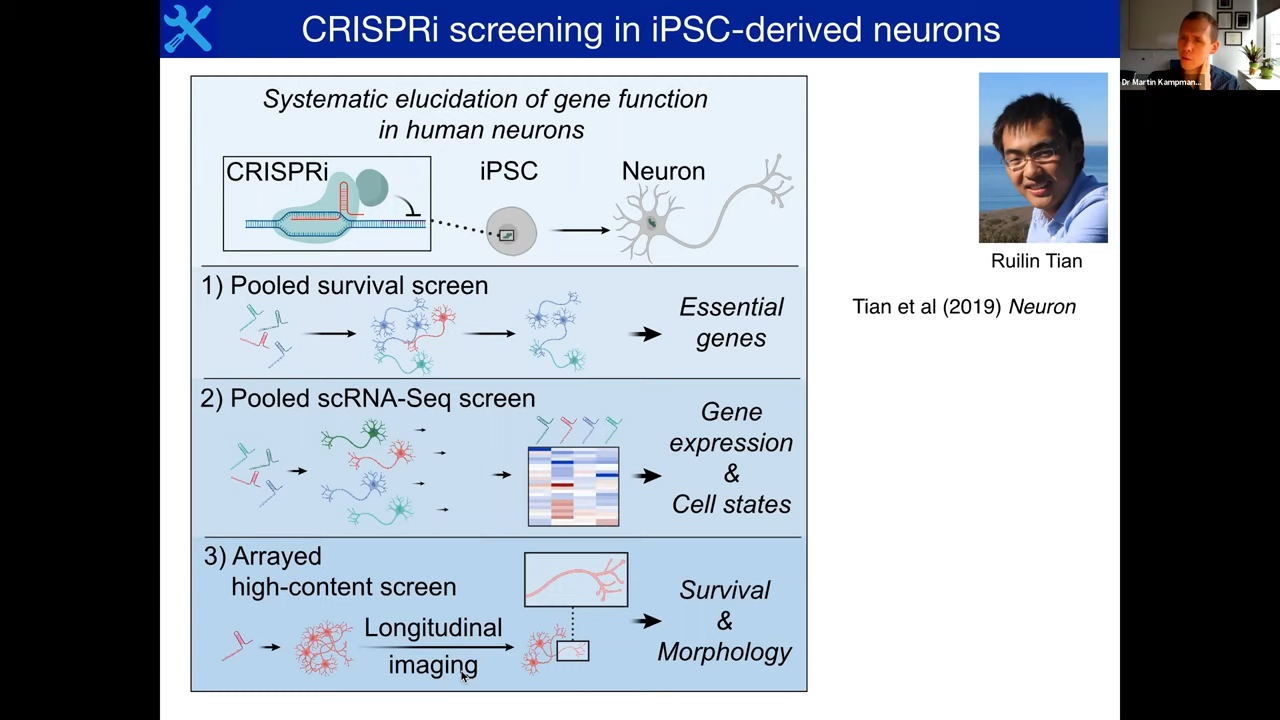 CRISPRi screening in iPSC-derived neurons
Dr Martin Kampman...
Systematic elucidation of gene function
in human neurons
CRISPRi
iPSC
Neuron
1) Pooled survival screen
Essential
genes
2) Pooled scRNA-Seq screen
Gene
expression
&
Cell states
3) Arrayed
high-content screen
Longitudinal
imaging
Survival
&
Morphology
Ruilin Tian
Tian et al (2019) Neuron